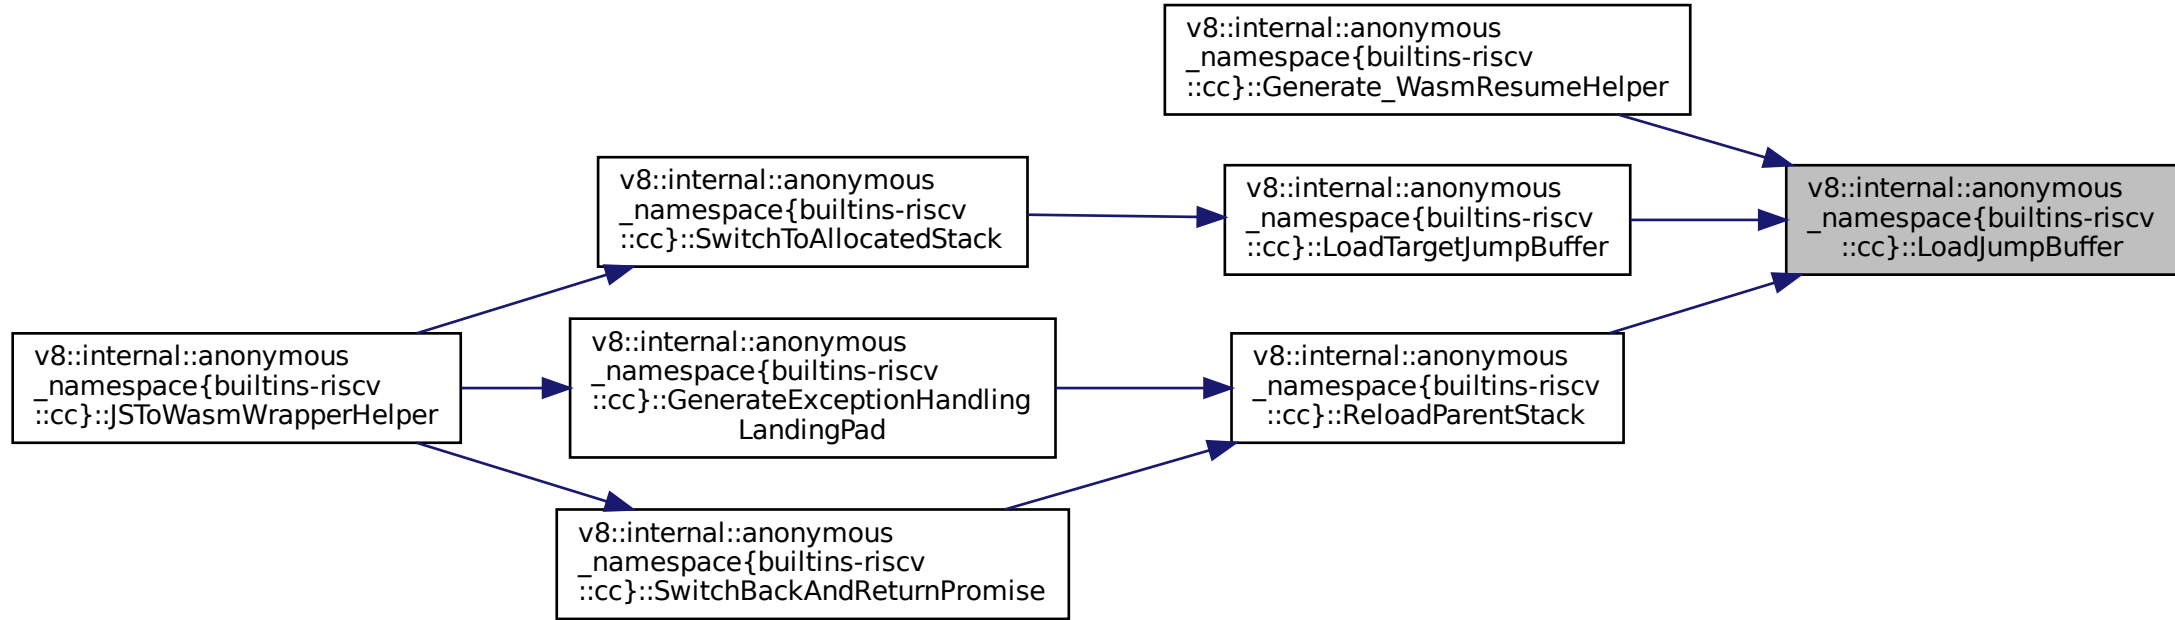 v8::internal::anonymous
_namespace{builtins-riscv
::cc}::Generate_WasmResumeHelper
v8::internal::anonymous
_namespace{builtins-riscv
::cc}::SwitchToAllocatedStack
v8::internal::anonymous
_namespace{builtins-riscv
::cc}::LoadTargetJumpBuffer
v8::internal::anonymous
_namespace{builtins-riscv
::cc}::LoadJumpBuffer
v8::internal::anonymous
_namespace{builtins-riscv
::cc}::JSToWasmWrapperHelper
v8::internal::anonymous
_namespace{builtins-riscv
::cc}::GenerateExceptionHandling
LandingPad
v8::internal::anonymous
_namespace{builtins-riscv
::cc}::ReloadParentStack
v8::internal::anonymous
_namespace{builtins-riscv
::cc}::SwitchBackAndReturnPromise